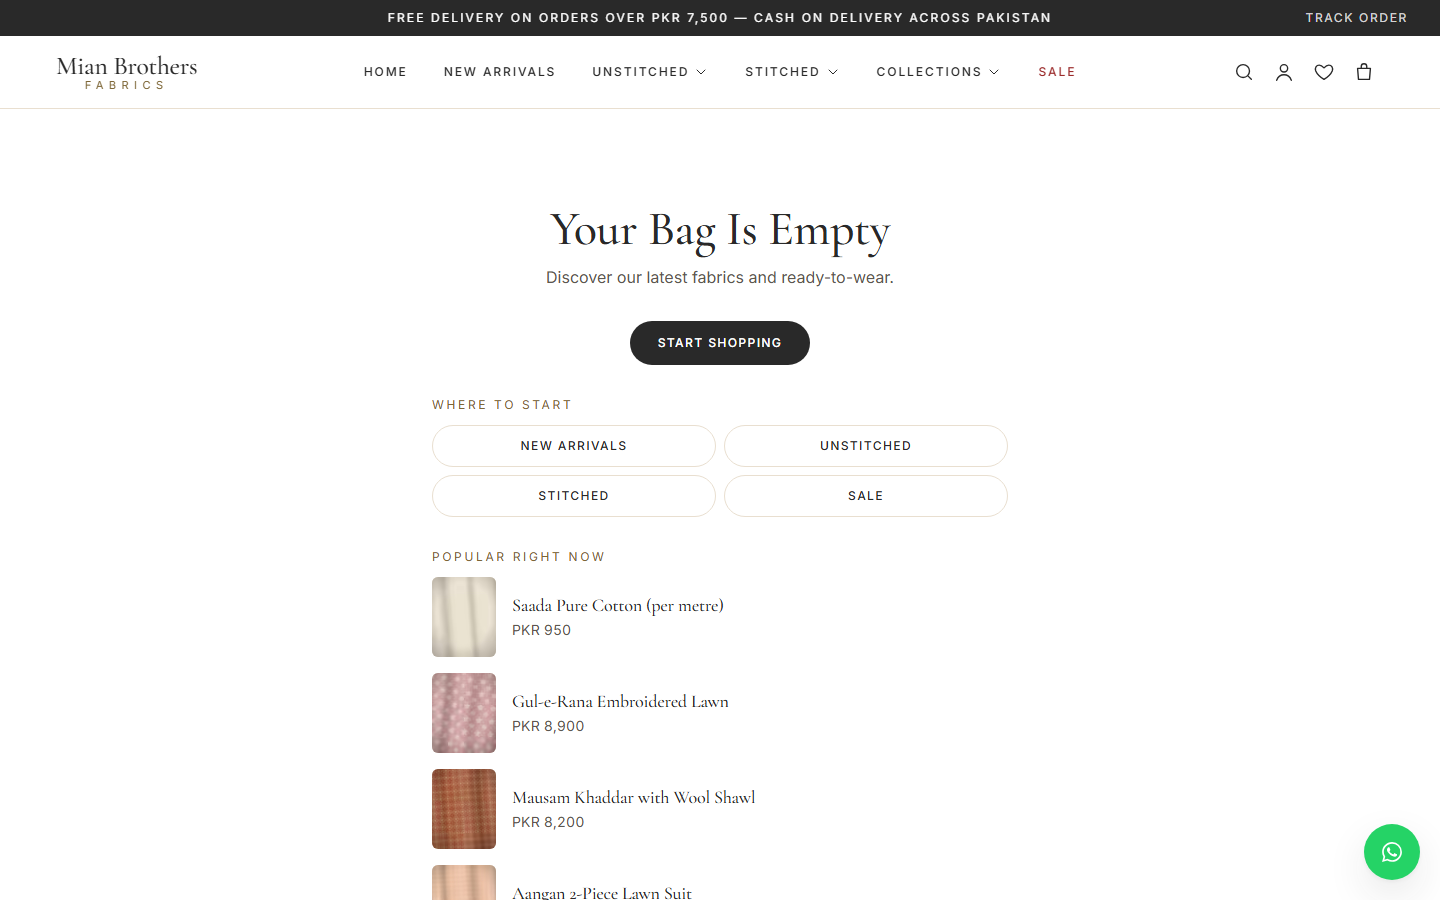 FREE DELIVERY ON ORDERS OVER PKR 7,500 — CASH ON DELIVERY ACROSS PAKISTAN
TRACK ORDER
Mian Brothers
FABRICS
HOME
NEW ARRIVALS
UNSTITCHED
STITCHED
COLLECTIONS
SALE
Your Bag Is Empty
Discover our latest fabrics and ready-to-wear.
START SHOPPING
WHERE TO START
NEW ARRIVALS
UNSTITCHED
STITCHED
SALE
POPULAR RIGHT NOW
Saada Pure Cotton (per metre)
PKR 950
Gul-e-Rana Embroidered Lawn
PKR 8,900
Mausam Khaddar with Wool Shawl
PKR 8,200
Aangan 2-Piece Lawn Suit